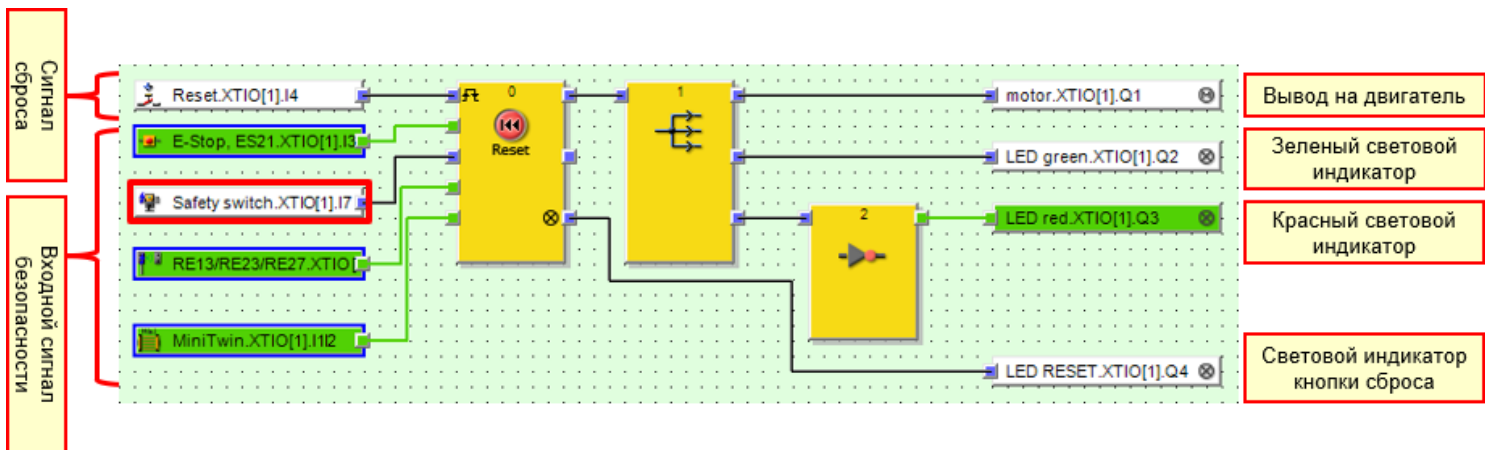 Сигнал
сброса
Входной сигнал
безопасности
Reset.XTIO[1].I4
E-Stop, ES21.XTIO[1].I3
Safety switch.XTIO[1].I7
RE13/RE23/RE27.XTIO[
MiniTwin.XTIO[1].I1I2
0
Reset
1
2
motor.XTIO[1].Q1
LED green.XTIO[1].Q2
LED red.XTIO[1].Q3
LED RESET.XTIO[1].Q4
Вывод на двигатель
Зеленый световой
индикатор
Красный световой
индикатор
Световой индикатор
кнопки сброса